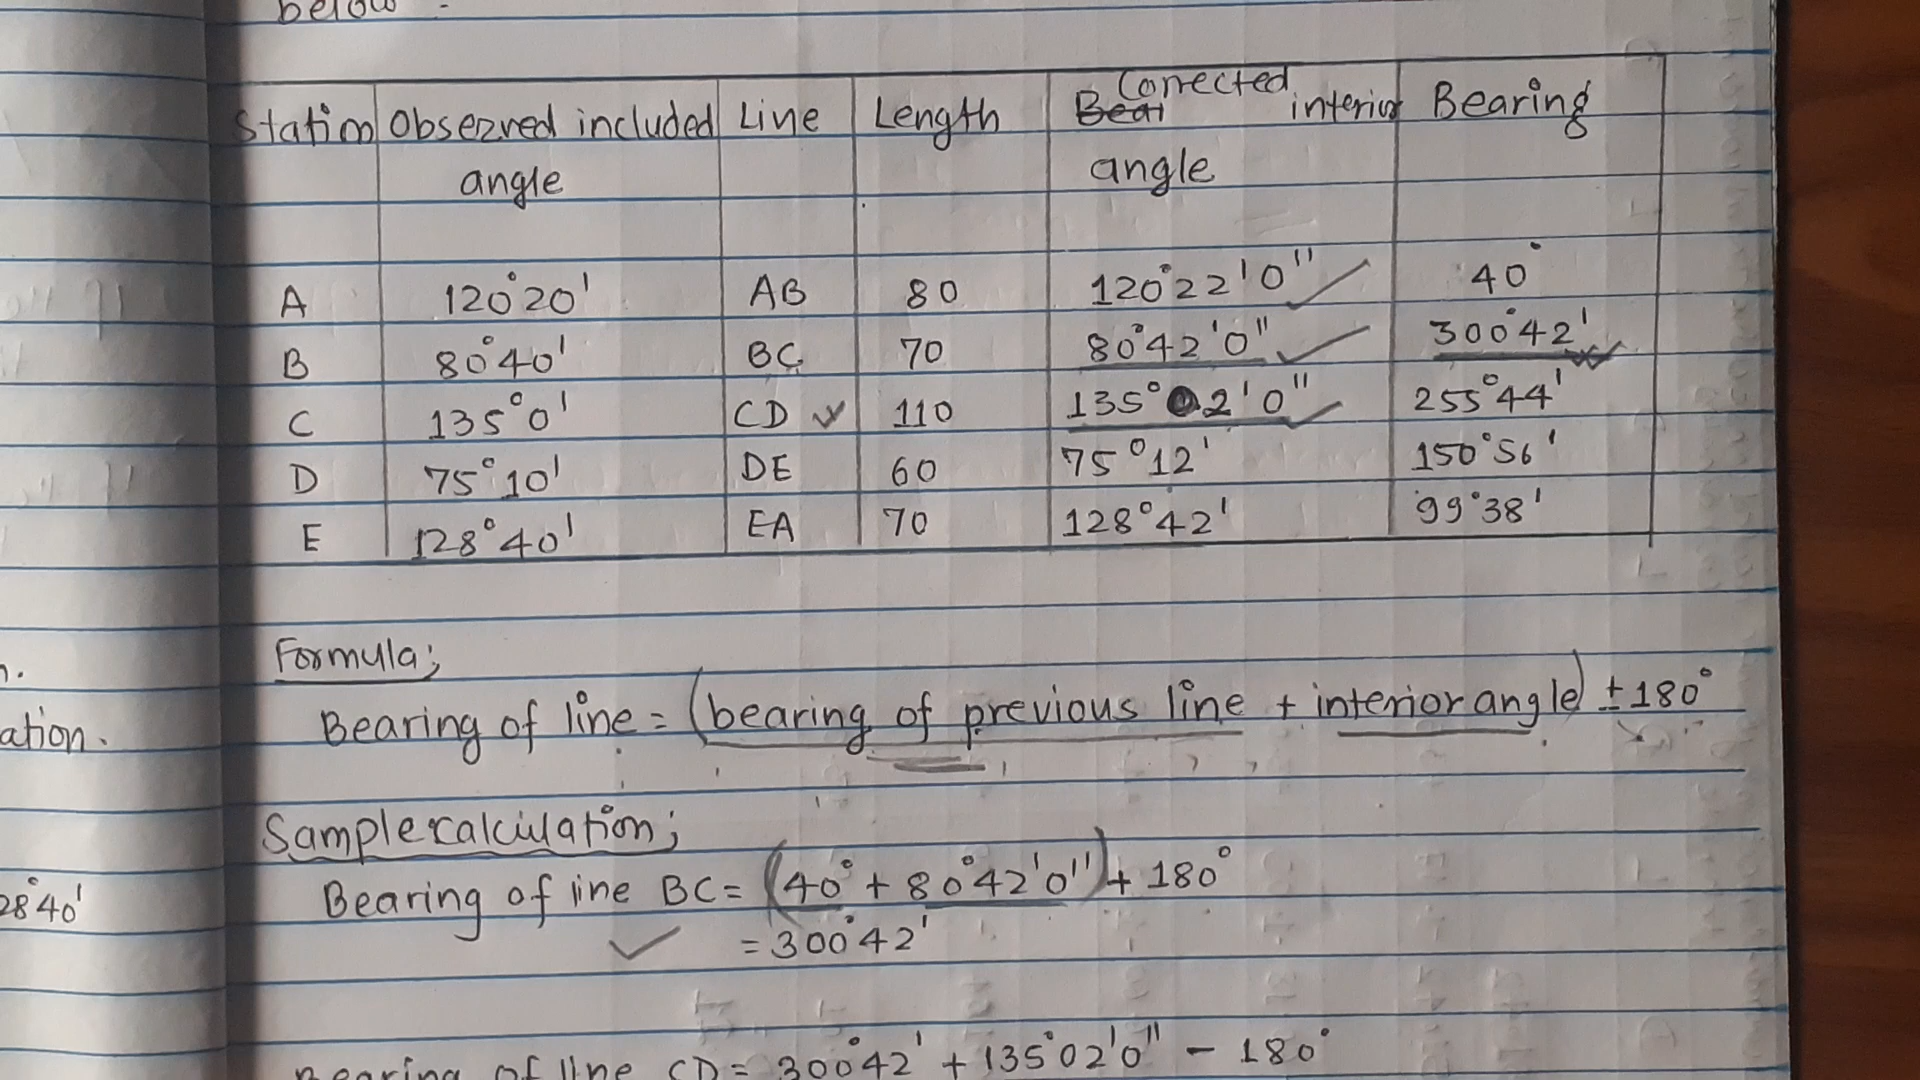 below -
Station | Observed included angle | Line | Length | Corrected interior angle | Bearing
A | 120°20' | AB | 80 | 120°22'0" | 40°
B | 80°40' | BC | 70 | 80°42'0" | 300°42'
C | 135°0' | CD | 110 | 135°2'0" | 255°44'
D | 75°10' | DE | 60 | 75°12' | 150°56'
E | 128°40' | EA | 70 | 128°42' | 99°38'
Formula;
ation.
Bearing of line = (bearing of previous line + interior angle) ± 180°
Sample calculation;
28°40'
Bearing of line BC = (40° + 80°42'0") + 180°
= 300°42'
Bearing of line CD = 300°42' + 135°02'0" - 180°